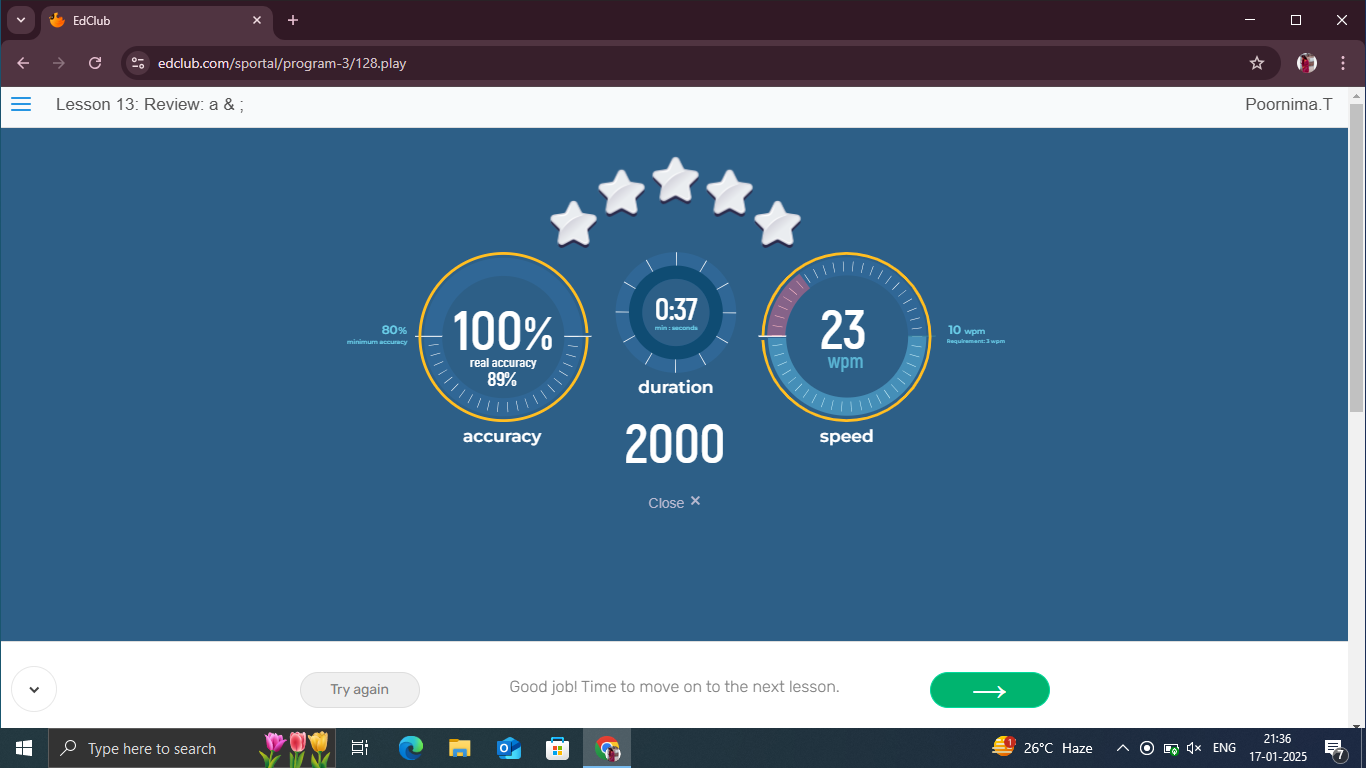 EdClub
edclub.com/sportal/program-3/128.play
Lesson 13: Review: a & ;
Poornima.T
80%
minimum accuracy
100%
real accuracy
89%
accuracy
0:37
min : seconds
duration
2000
23
wpm
speed
10 wpm
Requirement: 3 wpm
Close ×
Try again
Good job! Time to move on to the next lesson.
Type here to search
1
26°C Haze
ENG
21:36
17-01-2025
7